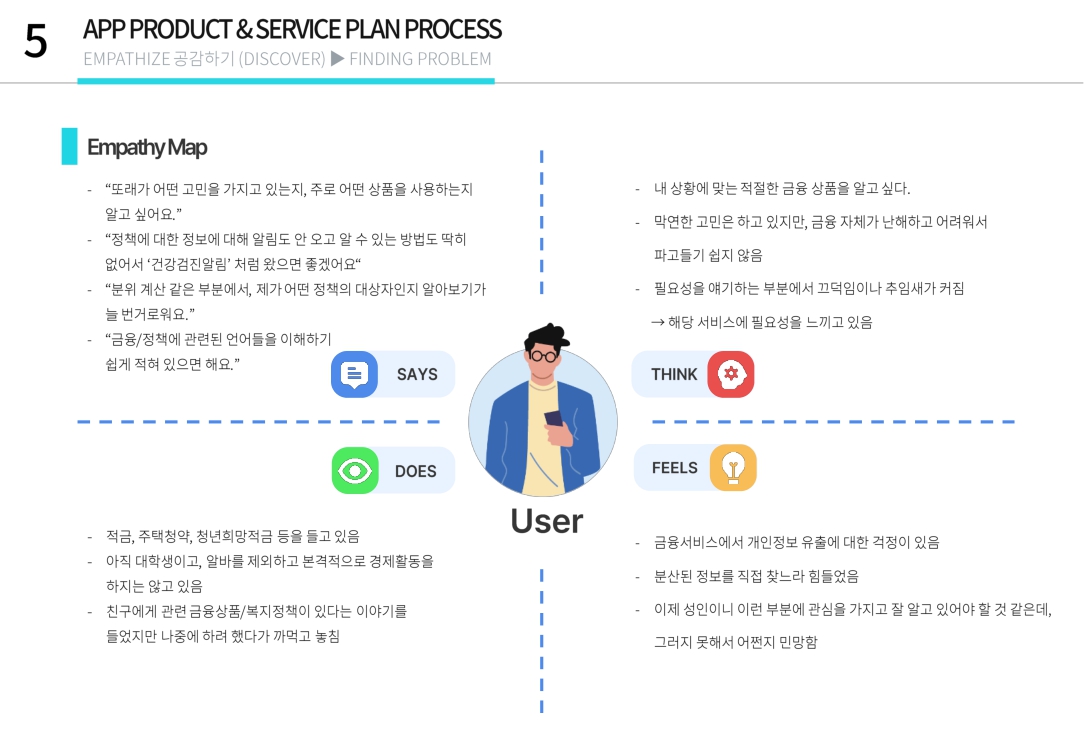 5
APP PRODUCT & SERVICE PLAN PROCESS
EMPATHIZE 공감하기 (DISCOVER) ▶ FINDING PROBLEM
Empathy Map
- “또래가 어떤 고민을 가지고 있는지, 주로 어떤 상품을 사용하는지
알고 싶어요.”
- “정책에 대한 정보에 대해 알림도 안 오고 알 수 있는 방법도 딱히
없어서 ‘건강검진알림’ 처럼 왔으면 좋겠어요“
- “분위 계산 같은 부분에서, 제가 어떤 정책의 대상자인지 알아보기가
늘 번거로워요.”
- “금융/정책에 관련된 언어들을 이해하기
쉽게 적혀 있으면 해요.”
SAYS
- 내 상황에 맞는 적절한 금융 상품을 알고 싶다.
- 막연한 고민은 하고 있지만, 금융 자체가 난해하고 어려워서
파고들기 쉽지 않음
- 필요성을 얘기하는 부분에서 끄덕임이나 추임새가 커짐
→ 해당 서비스에 필요성을 느끼고 있음
THINK
DOES
- 적금, 주택청약, 청년희망적금 등을 들고 있음
- 아직 대학생이고, 알바를 제외하고 본격적으로 경제활동을
하지는 않고 있음
- 친구에게 관련 금융상품/복지정책이 있다는 이야기를
들었지만 나중에 하려 했다가 까먹고 놓침
FEELS
User
- 금융서비스에서 개인정보 유출에 대한 걱정이 있음
- 분산된 정보를 직접 찾느라 힘들었음
- 이제 성인이니 이런 부분에 관심을 가지고 잘 알고 있어야 할 것 같은데,
그러지 못해서 어쩐지 민망함